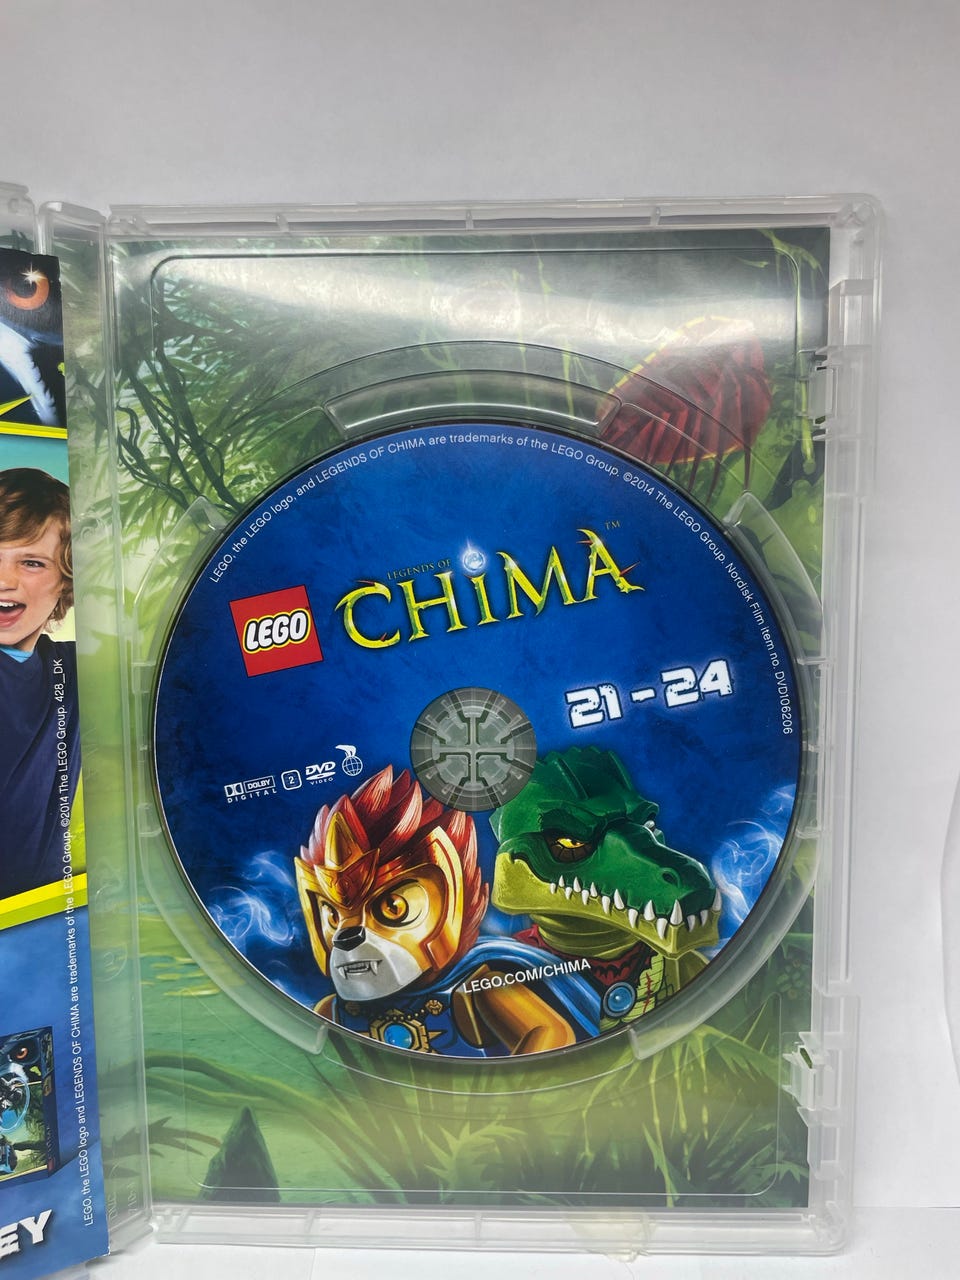 LEGO, the LEGO logo, and LEGENDS OF CHIMA are trademarks of the LEGO Group. ©2014 The LEGO Group. Nordisk Film item no. DVD106206
LEGENDS OF
CHIMA™
LEGO
21 - 24
DOLBY
DIGITAL
2
DVD
VIDEO
LEGO.COM/CHIMA
LEGO, the LEGO logo and LEGENDS OF CHIMA are trademarks of the LEGO Group. ©2014 The LEGO Group. 428_DK
EY